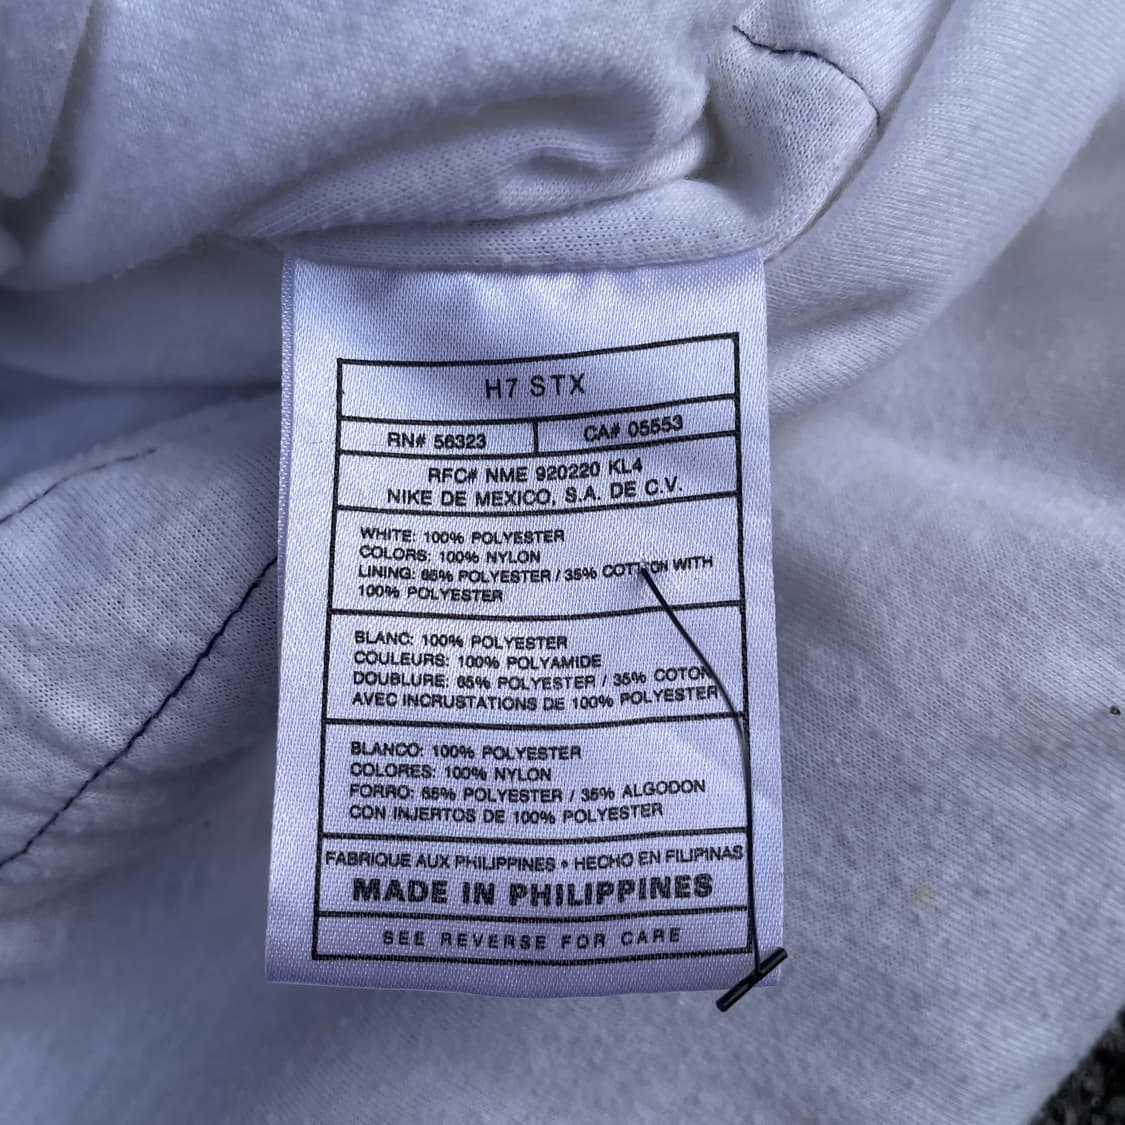 H7 STX
RN# 56323
CA# 05553
RFC# NME 920220 KL4
NIKE DE MEXICO, S.A. DE C.V.
WHITE: 100% POLYESTER
COLORS: 100% NYLON
LINING: 65% POLYESTER / 35% COTTON WITH
100% POLYESTER
BLANC: 100% POLYESTER
COULEURS: 100% POLYAMIDE
DOUBLURE: 65% POLYESTER / 35% COTON
AVEC INCRUSTATIONS DE 100% POLYESTER
BLANCO: 100% POLYESTER
COLORES: 100% NYLON
FORRO: 65% POLYESTER / 35% ALGODON
CON INJERTOS DE 100% POLYESTER
FABRIQUE AUX PHILIPPINES • HECHO EN FILIPINAS
MADE IN PHILIPPINES
SEE REVERSE FOR CARE